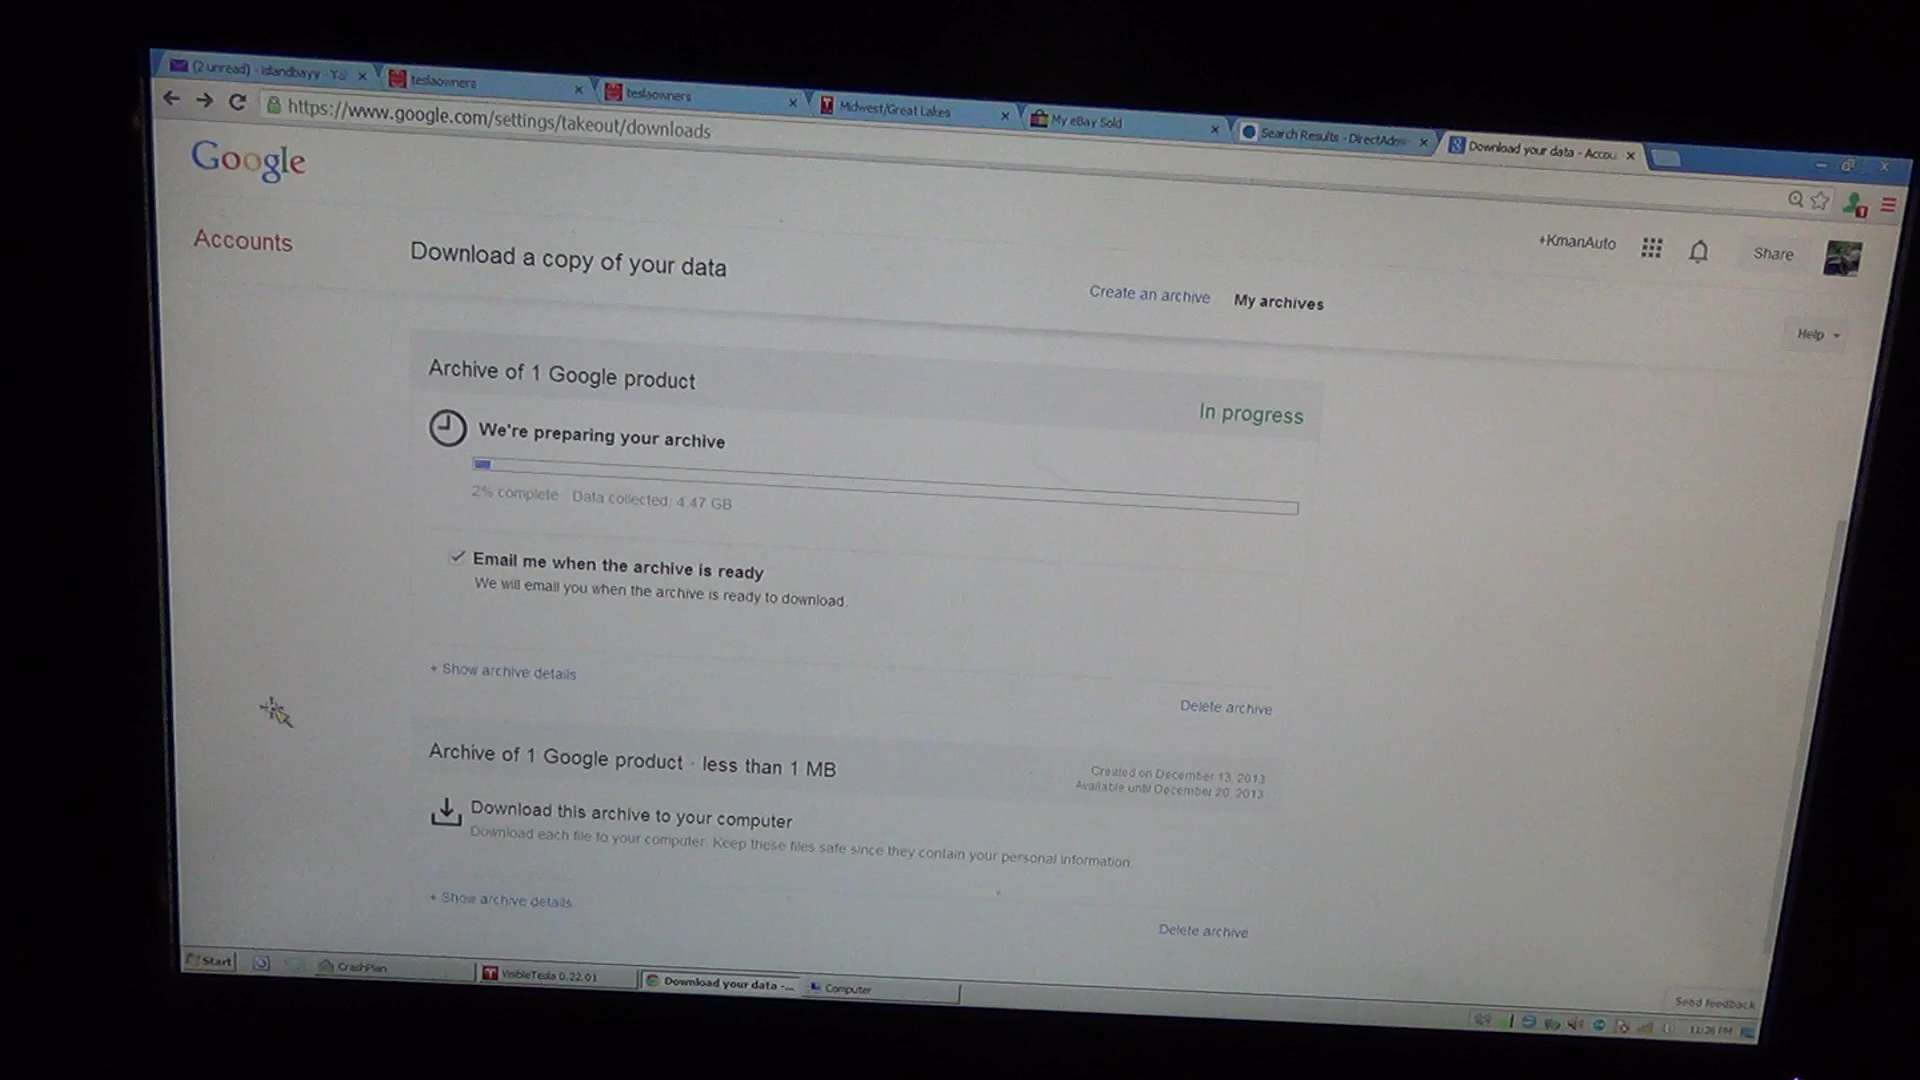 (2 unread) - islandbayy - Ya
teslaowners
teslaowners
Midwest/Great Lakes
My eBay Sold
Search Results - DirectAdmi
Download your data - Accou
https://www.google.com/settings/takeout/downloads
Google
+KmanAuto
Share
Accounts
Download a copy of your data
Create an archive
My archives
Help
Archive of 1 Google product
In progress
We're preparing your archive
2% complete · Data collected: 4.47 GB
Email me when the archive is ready
We will email you when the archive is ready to download.
+ Show archive details
Delete archive
Archive of 1 Google product · less than 1 MB
Created on December 13, 2013
Available until December 20, 2013
Download this archive to your computer
Download each file to your computer. Keep these files safe since they contain your personal information.
+ Show archive details
Delete archive
Send feedback
Start
CrashPlan
VisibleTesla 0.22.01
Download your data -...
Computer
11:26 PM